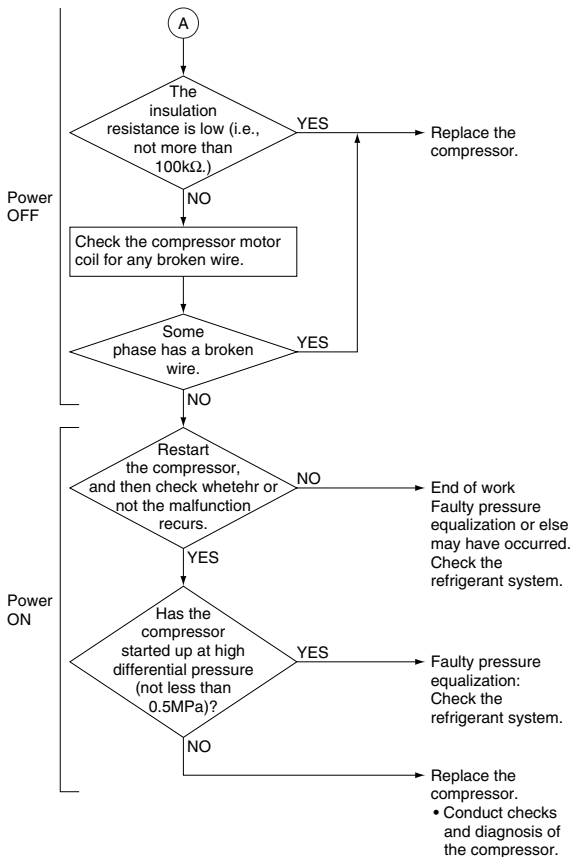 A
The
insulation
resistance is low (i.e.,
not more than
100kΩ.)
YES
Replace the
compressor.
NO
Power
OFF
Check the compressor motor
coil for any broken wire.
Some
phase has a broken
wire.
YES
NO
Restart
the compressor,
and then check whetehr or
not the malfunction
recurs.
NO
End of work
Faulty pressure
equalization or else
may have occurred.
Check the
refrigerant system.
YES
Power
ON
Has the
compressor
started up at high
differential pressure
(not less than
0.5MPa)?
YES
Faulty pressure
equalization:
Check the
refrigerant system.
NO
Replace the
compressor.
• Conduct checks
and diagnosis of
the compressor.